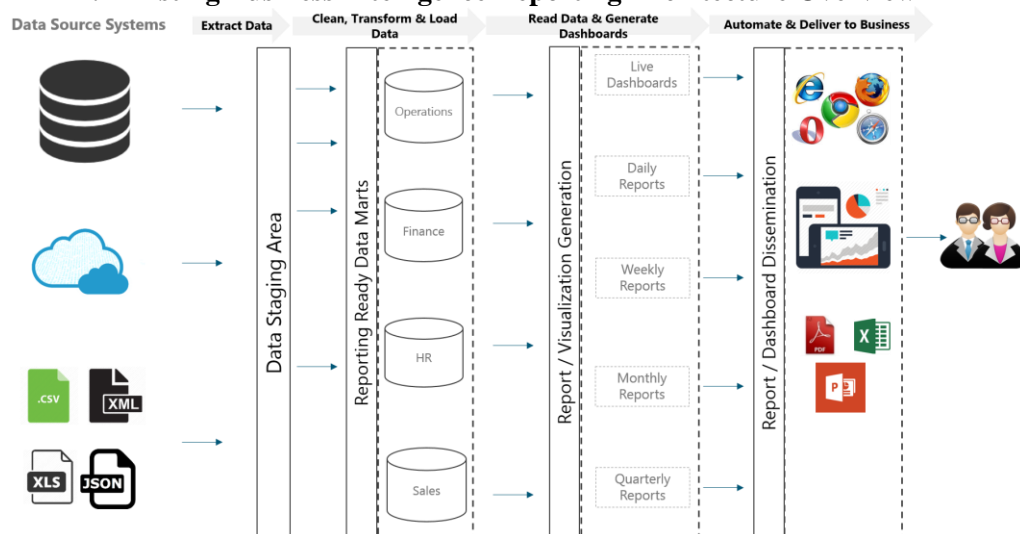 Data Source Systems
Extract Data
Clean, Transform & Load
Data
Read Data & Generate
Dashboards
Automate & Deliver to Business
Data Staging Area
Reporting Ready Data Marts
Operations
Finance
HR
Sales
Report / Visualization Generation
Live
Dashboards
Daily
Reports
Weekly
Reports
Monthly
Reports
Quarterly
Reports
Report / Dashboard Dissemination
.CSV
XML
XLS
JSON
PDF
X
P